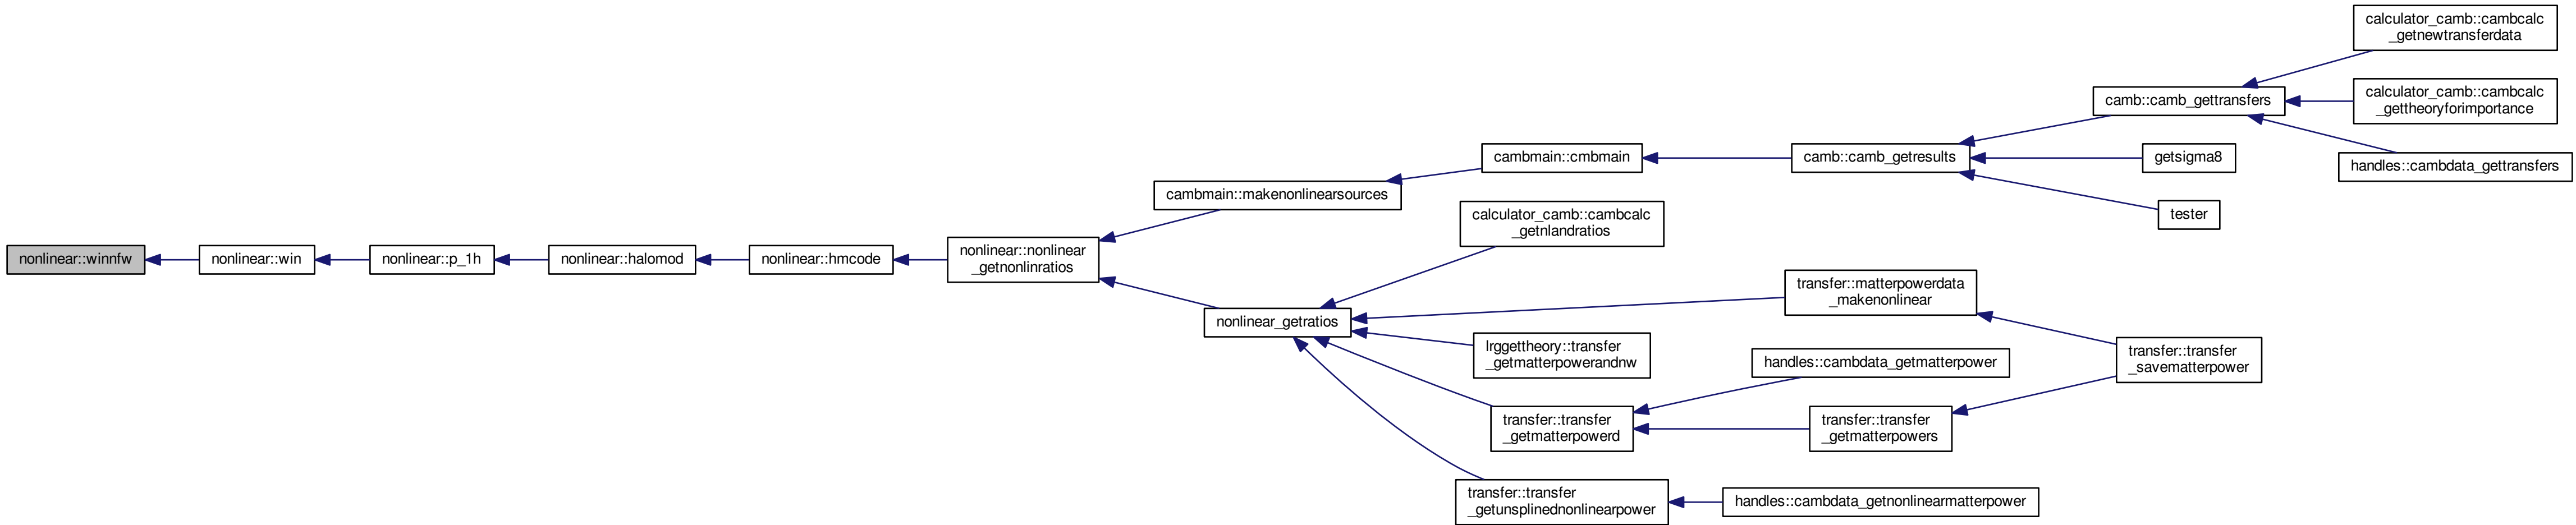 nonlinear::winnfw
nonlinear::win
nonlinear::p_1h
nonlinear::halomod
nonlinear::hmcode
nonlinear::nonlinear
_getnonlinratios
cambmain::makenonlinearsources
cambmain::cmbmain
camb::camb_getresults
camb::camb_gettransfers
calculator_camb::cambcalc
_getnewtransferdata
calculator_camb::cambcalc
_gettheoryforimportance
handles::cambdata_gettransfers
getsigma8
tester
nonlinear_getratios
calculator_camb::cambcalc
_getnlandratios
transfer::matterpowerdata
_makenonlinear
lrggettheory::transfer
_getmatterpowerandnw
transfer::transfer
_savematterpower
transfer::transfer
_getmatterpowerd
handles::cambdata_getmatterpower
transfer::transfer
_getmatterpowers
transfer::transfer
_getunsplinednonlinearpower
handles::cambdata_getnonlinearmatterpower